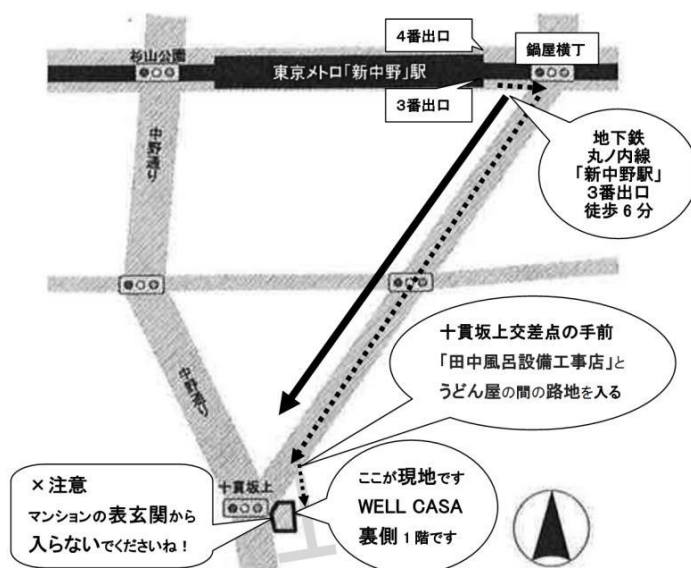 4番出口
鍋屋横丁
杉山公園
東京メトロ「新中野」駅
3番出口
中野通り
地下鉄
丸ノ内線
「新中野駅」
3番出口
徒歩6分
十貫坂上交差点の手前
「田中風呂設備工事店」と
うどん屋の間の路地を入る
中野通り
十貫坂上
×注意
マンションの表玄関から
入らないでくださいね！
ここが現地です
WELL CASA
裏側1階です